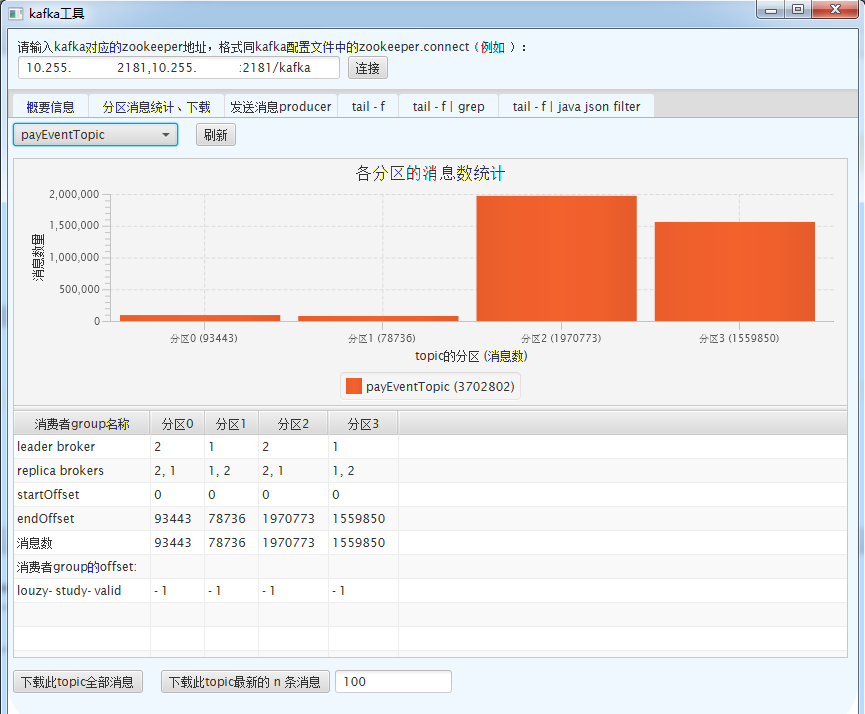 kafka工具
请输入kafka对应的zookeeper地址，格式同kafka配置文件中的zookeeper.connect（例如 ）：
10.255. 2181,10.255. :2181/kafka 连接
概要信息 分区消息统计、下载 发送消息producer tail - f tail - f | grep tail - f | java json filter
payEventTopic 刷新
各分区的消息数统计
2,000,000
1,500,000
1,000,000
500,000
0
消息数里
分区0 (93443) 分区1 (78736) 分区2 (1970773) 分区3 (1559850)
topic的分区 (消息数)
payEventTopic (3702802)
消费者group名称 分区0 分区1 分区2 分区3
leader broker 2 1 2 1
replica brokers 2, 1 1, 2 2, 1 1, 2
startOffset 0 0 0 0
endOffset 93443 78736 1970773 1559850
消息数 93443 78736 1970773 1559850
消费者group的offset:
louzy- study- valid - 1 - 1 - 1 - 1
下载此topic全部消息 下载此topic最新的 n 条消息 100